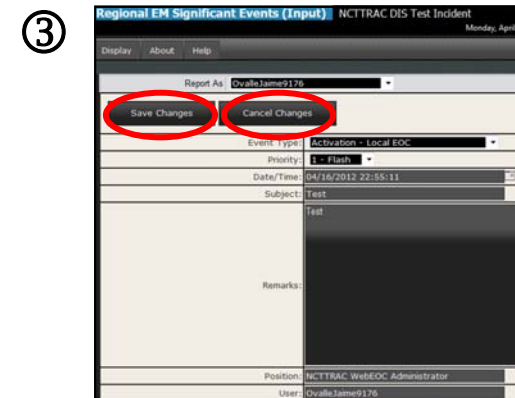 ③
Regional EM Significant Events (Input) NCTTRAC DIS Test Incident
Monday, April
Display About Help
Report As OvalleJaime9176
Save Changes Cancel Changes
Event Type: Activation - Local EOC
Priority: 1 - Flash
Date/Time: 04/16/2012 22:55:11
Subject: Test
Test
Remarks:
Position: NCTTRAC WebEOC Administrator
User: OvalleJaime9176